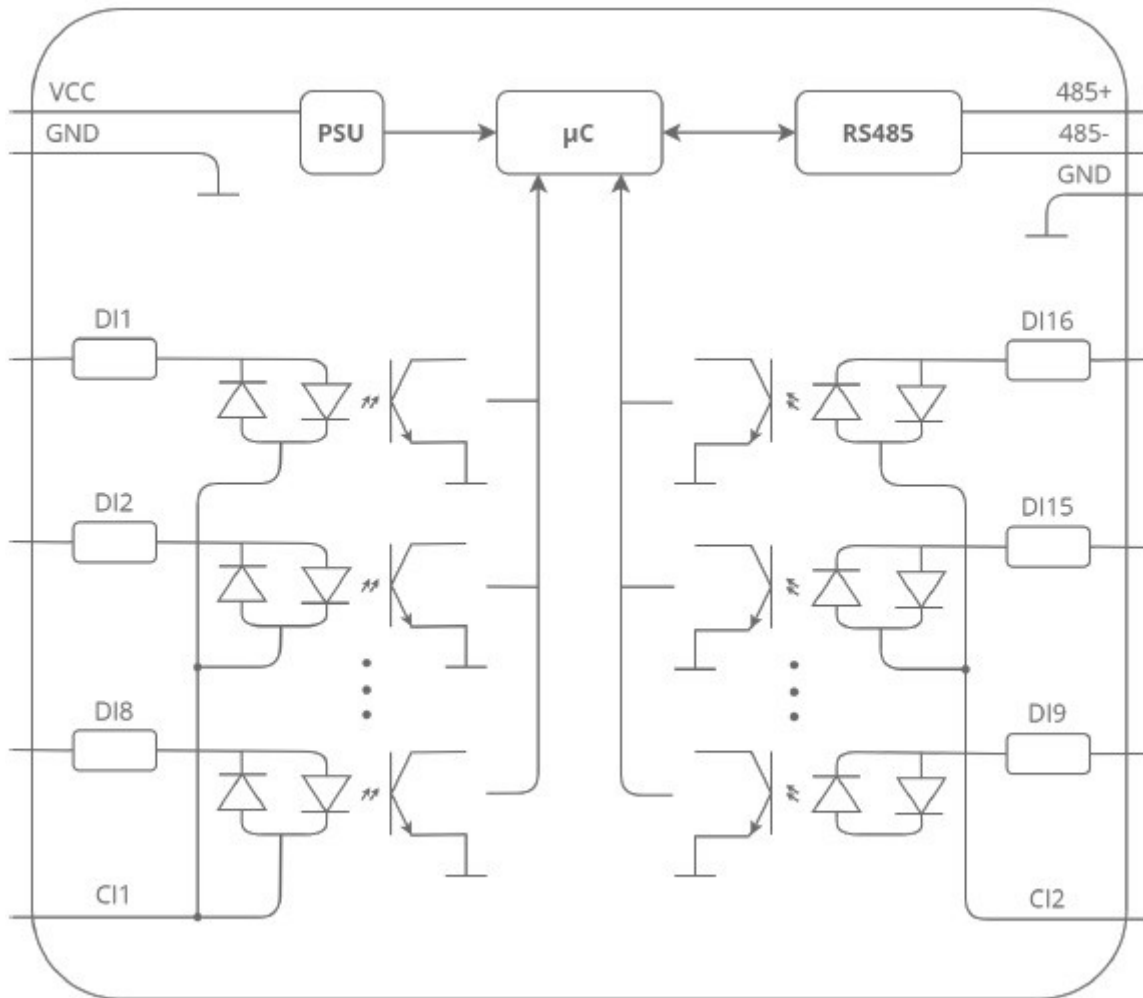 VCC
GND
PSU
µC
RS485
485+
485-
GND
DI1
DI16
DI2
DI15
DI8
DI9
CI1
CI2